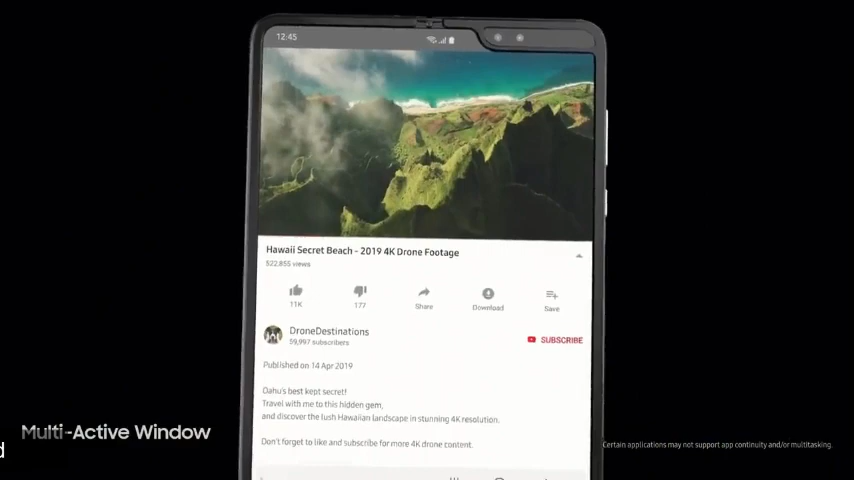 12:45
Hawaii Secret Beach - 2019 4K Drone Footage
522,855 views
11K
177
Share
Download
Save
DroneDestinations
59,997 subscribers
SUBSCRIBE
Published on 14 Apr 2019
Oahu's best kept secret!
Travel with me to this hidden gem,
and discover the lush Hawaiian landscape in stunning 4K resolution.
Don't forget to like and subscribe for more 4K drone content.
Multi-Active Window
d
Certain applications may not support app continuity and/or multitasking.